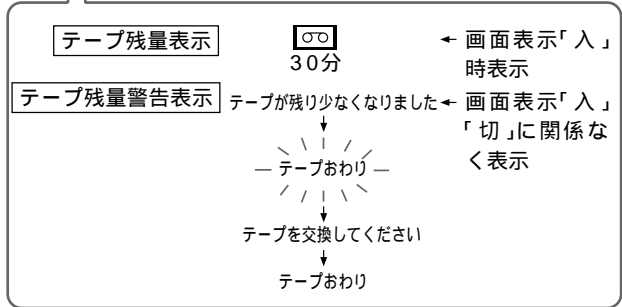 テープ残量表示
30分
← 画面表示「入」
時表示
テープ残量警告表示
テープが残り少なくなりました ← 画面表示「入」
「切」に関係な
く表示
テープおわり
テープを交換してください
テープおわり